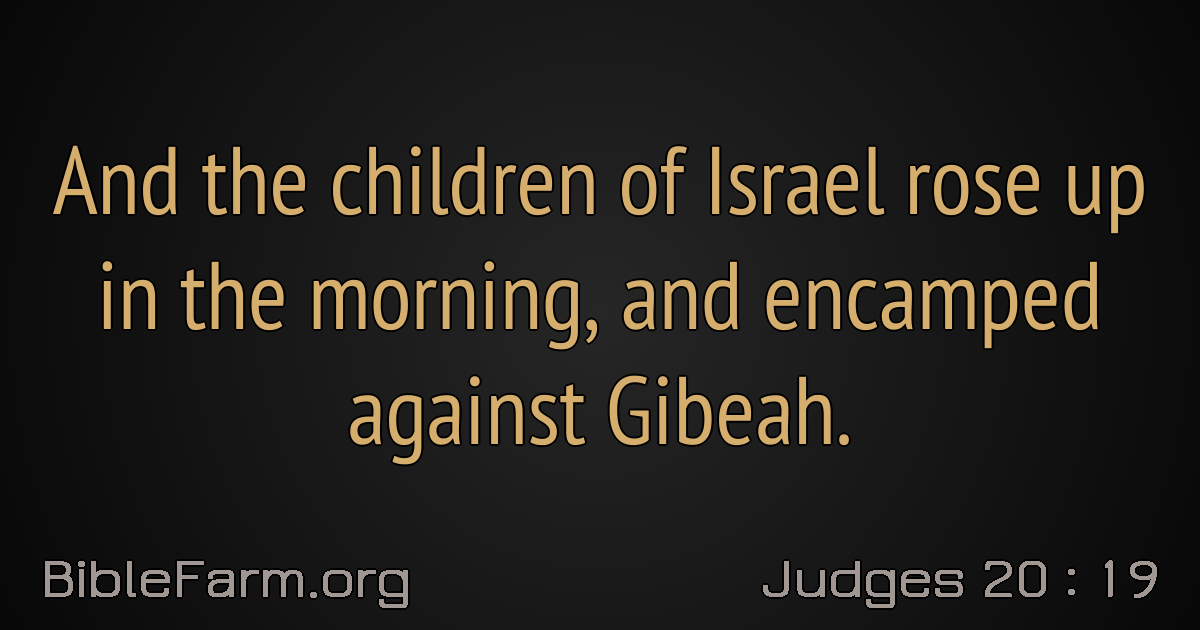 And the children of Israel rose up
in the morning, and encamped
against Gibeah.
BibleFarm.org
Judges 20 : 19